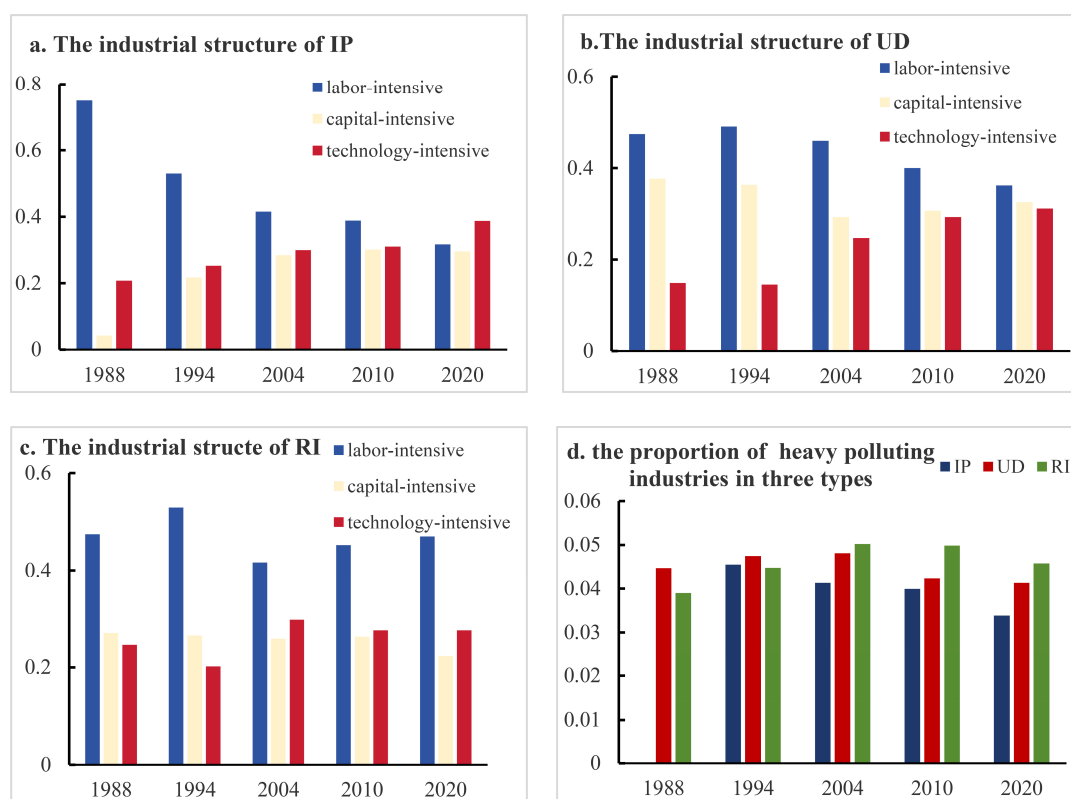 a. The industrial structure of IP
labor-intensive
capital-intensive
technology-intensive
0.8
0.6
0.4
0.2
0
1988 1994 2004 2010 2020
b.The industrial structure of UD
labor-intensive
capital-intensive
technology-intensive
0.6
0.4
0.2
0
1988 1994 2004 2010 2020
c. The industrial structe of RI
labor-intensive
capital-intensive
technology-intensive
0.6
0.4
0.2
0
1988 1994 2004 2010 2020
d. the proportion of heavy polluting
industries in three types
IP UD RI
0.06
0.05
0.04
0.03
0.02
0.01
0
1988 1994 2004 2010 2020